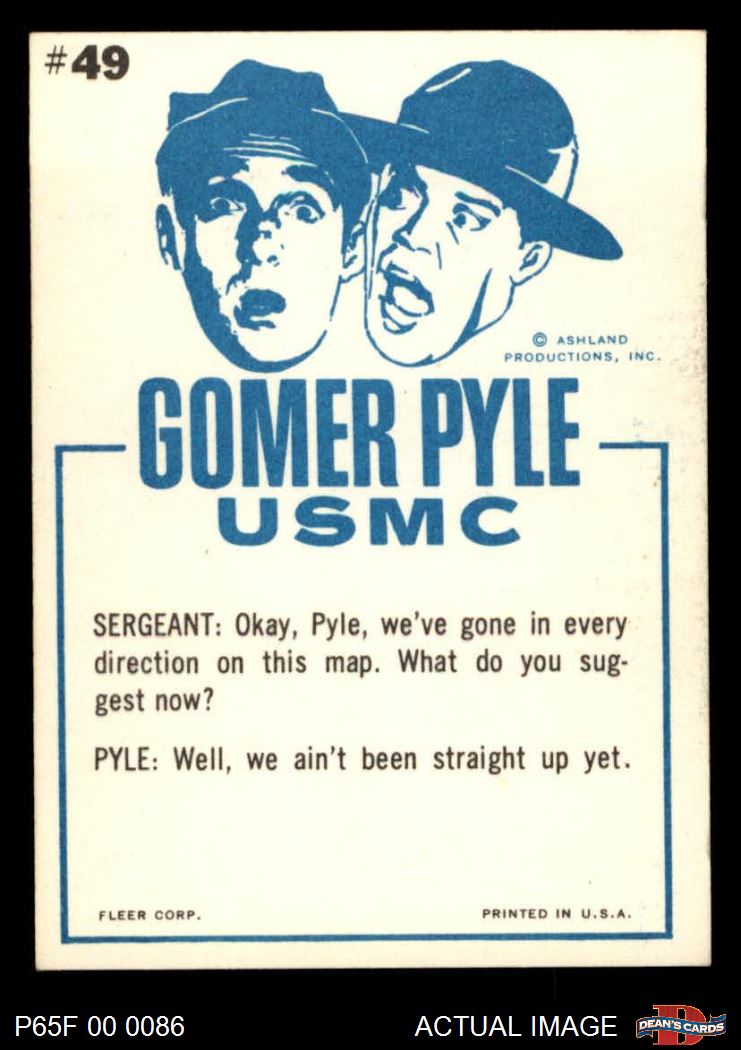 #49
© ASHLAND
PRODUCTIONS, INC.
GOMER PYLE
USMC
SERGEANT: Okay, Pyle, we've gone in every
direction on this map. What do you sug-
gest now?
PYLE: Well, we ain't been straight up yet.
FLEER CORP.
PRINTED IN U.S.A.
P65F 00 0086
ACTUAL IMAGE
D
DEAN'S CARDS